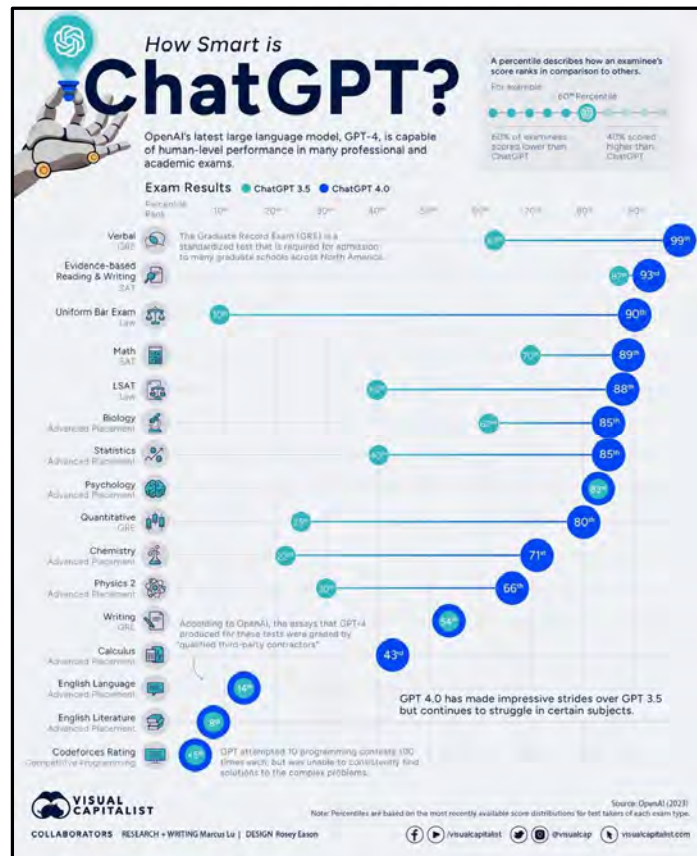 How Smart is
ChatGPT?
OpenAI's latest large language model, GPT-4, is capable
of human-level performance in many professional and
academic exams.
A percentile describes how an examinee's
score ranks in comparison to others.
For example:
60th Percentile
60% of examinees
scored lower than
ChatGPT
40% scored
higher than
ChatGPT
Exam Results ChatGPT 3.5 ChatGPT 4.0
Percentile
Rank
10th 20th 30th 40th 50th 60th 70th 80th 90th
Verbal
GRE
The Graduate Record Exam (GRE) is a
standardized test that is required for admission
to many graduate schools across North America.
63rd 99th
Evidence-based
Reading & Writing
SAT
87th 93rd
Uniform Bar Exam
Law
10th 90th
Math
SAT
70th 89th
LSAT
Law
40th 88th
Biology
Advanced Placement
62nd 85th
Statistics
Advanced Placement
40th 85th
Psychology
Advanced Placement
83rd
Quantitative
GRE
25th 80th
Chemistry
Advanced Placement
22nd 71st
Physics 2
Advanced Placement
30th 66th
Writing
GRE
54th
According to OpenAI, the essays that GPT-4
produced for these tests were graded by
"qualified third-party contractors"
Calculus
Advanced Placement
43rd
English Language
Advanced Placement
14th
GPT 4.0 has made impressive strides over GPT 3.5
but continues to struggle in certain subjects.
English Literature
Advanced Placement
8th
Codeforces Rating
Competitive Programming
<5th
GPT attempted 10 programming contests 100
times each, but was unable to consistently find
solutions to the complex problems.
VISUAL
CAPITALIST
Source: OpenAI (2023)
Note: Percentiles are based on the most recently available score distributions for test takers of each exam type.
COLLABORATORS RESEARCH + WRITING Marcus Lu | DESIGN Rosey Eason
/visualcapitalist @visualcap visualcapitalist.com